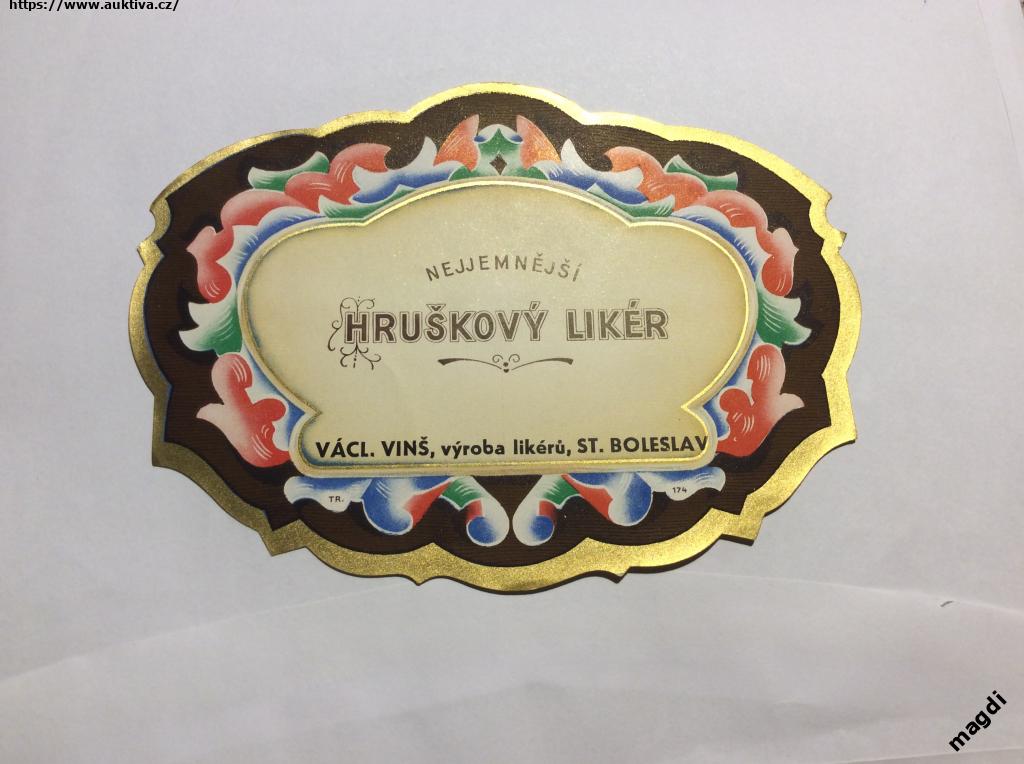 https://www.auktiva.cz/
NEJJEMNĚJŠÍ
HRUŠKOVÝ LIKÉR
VÁCL. VINŠ, výroba likérů, ST. BOLESLAV
TR. 174
magdi